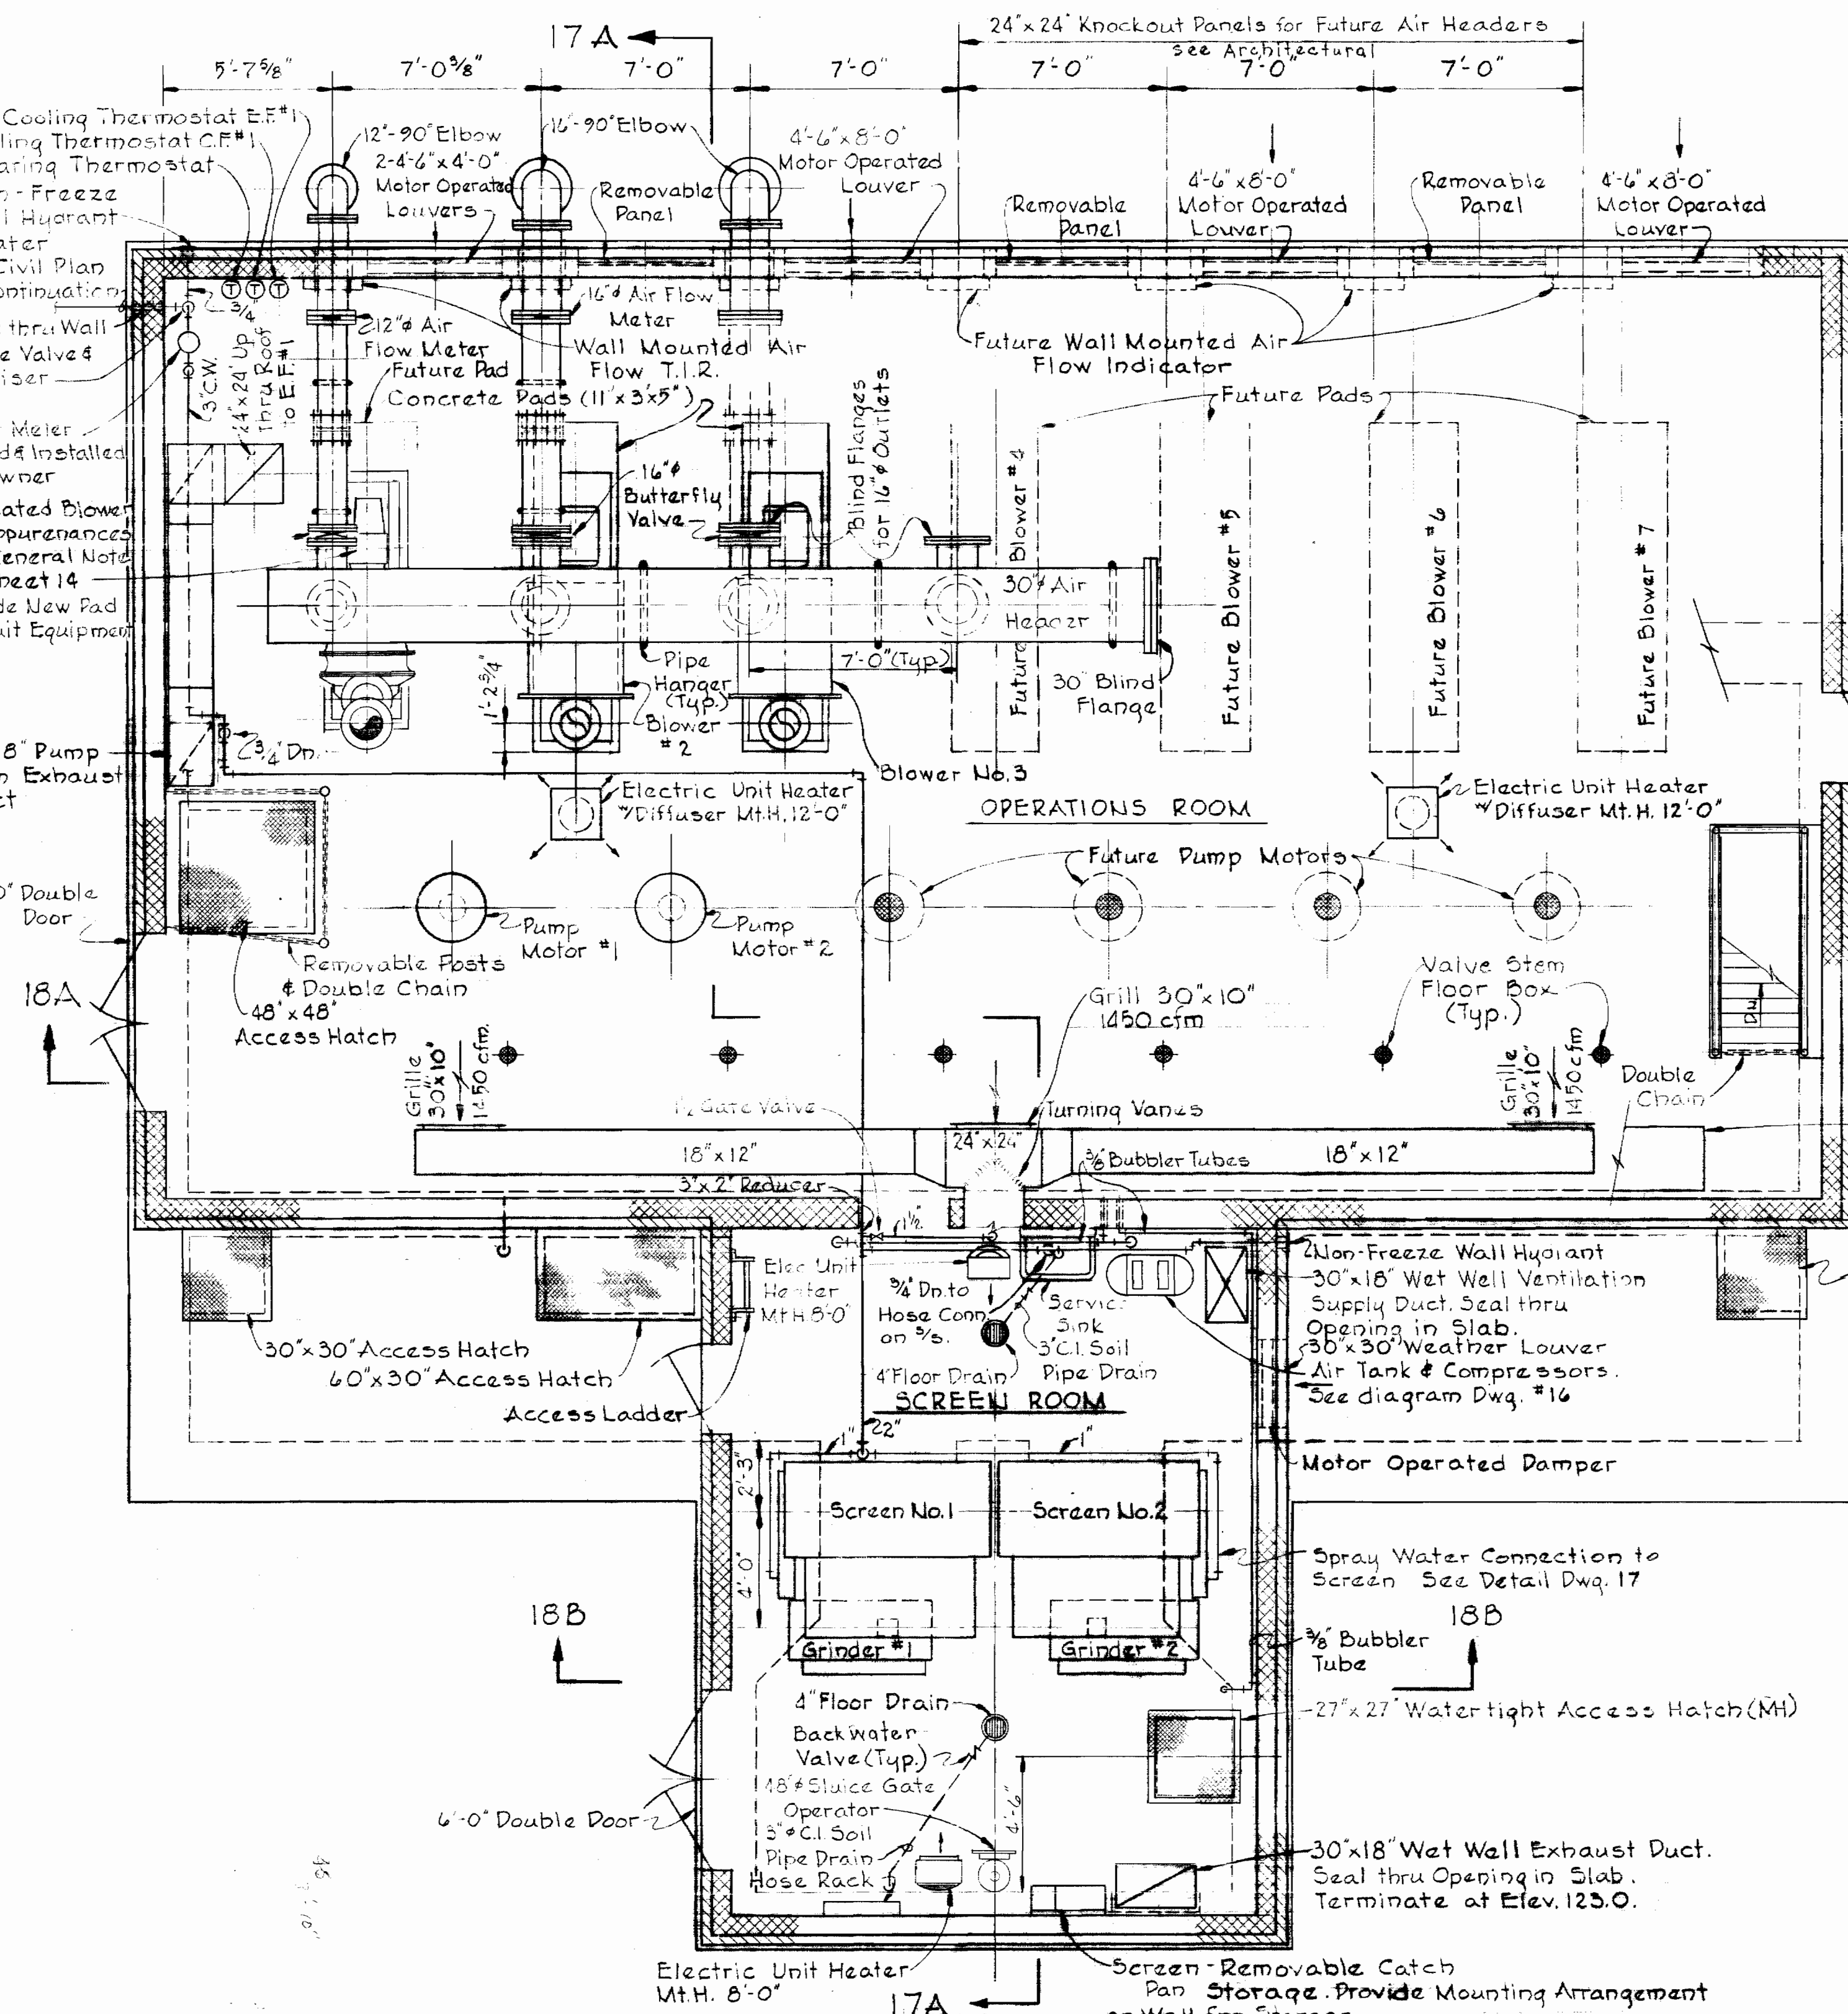 17A
24"x24" Knockout Panels for Future Air Headers
see Architectural
5'-7 5/8"
7'-0 3/8"
7'-0"
7'-0"
7'-0"
7'-0"
7'-0"
Cooling Thermostat E.F.#1
ling Thermostat C.F.#1
Thermostat
n-Freeze
l Hydrant
ater
Civil Plan
ontinuation
thru Wall
e Valve &
iser
Meter
d & Installed
wner
ated Blower
ppurenances
eneral Note
heet 14
de New Pad
uit Equipment
12"-90° Elbow
2-4'-6"x4'-0"
Motor Operated
Louvers
16"-90° Elbow
Removable
Panel
4'-6"x8'-0"
Motor Operated
Louver
Removable
Panel
4'-6"x8'-0"
Motor Operated
Louver
Removable
Panel
4'-6"x8'-0"
Motor Operated
Louver
T T T
3/4
3"C.W.
24"x24" Up
Thru Roof
to E.F.#1
12"ø Air
Flow Meter
Future Pad
Concrete Pads (11'x3'x5")
16"ø Air Flow
Meter
Wall Mounted Air
Flow T.I.R.
Future Wall Mounted Air
Flow Indicator
Future Pads
16"ø
Butterfly
Valve
Blind Flanges
for 16"ø Outlets
Future Blower #4
Future Blower #5
Future Blower #6
Future Blower #7
30"ø Air
Header
7'-0" (Typ.)
30" Blind
Flange
1'-2 3/4"
Pipe
Hanger
(Typ.)
Blower
#2
Blower No.3
8" Pump
n Exhaust
ct
3/4" Dn.
Electric Unit Heater
W/Diffuser Mt.H. 12'-0"
OPERATIONS ROOM
Electric Unit Heater
W/Diffuser Mt.H. 12'-0"
0" Double
Door
Pump
Motor #1
Pump
Motor #2
Future Pump Motors
Removable Posts
& Double Chain
48"x48"
Access Hatch
18A
Grill 30"x10"
1450 cfm
Valve Stem
Floor Box
(Typ.)
Dn
Grille
30"x10"
1450 cfm.
1½ Gate Valve
Turning Vanes
Grille
30"x10"
1450 cfm
Double
Chain
18"x12"
24"x24"
3/8 Bubbler Tubes
18"x12"
3"x2" Reducer
1½"
Elec Unit
Heater
Mt.H. 8'-0"
3/4" Dn. to
Hose Conn.
on S/S.
Service
Sink
3"C.I. Soil
Pipe Drain
4"Floor Drain
Non-Freeze Wall Hydrant
30"x18" Wet Well Ventilation
Supply Duct. Seal thru
Opening in Slab.
30"x30" Weather Louver
Air Tank & Compressors.
See diagram Dwg. #16
30"x30" Access Hatch
60"x30" Access Hatch
Access Ladder
SCREEN ROOM
2"
1"
1"
2'-3"
4'-0"
Motor Operated Damper
Screen No.1
Screen No.2
Spray Water Connection to
Screen See Detail Dwg. 17
18B
18B
Grinder #1
Grinder #2
3/8" Bubbler
Tube
4" Floor Drain
Backwater
Valve (Typ.)
48"ø Sluice Gate
Operator
3"ø C.I. Soil
Pipe Drain
Hose Rack
4'-6"
27"x27" Watertight Access Hatch (MH)
6'-0" Double Door
30"x18" Wet Well Exhaust Duct.
Seal thru Opening in Slab.
Terminate at Elev. 123.0.
Electric Unit Heater
Mt.H. 8'-0"
17A
Screen-Removable Catch
Pan Storage. Provide Mounting Arrangement
on Wall for Storage